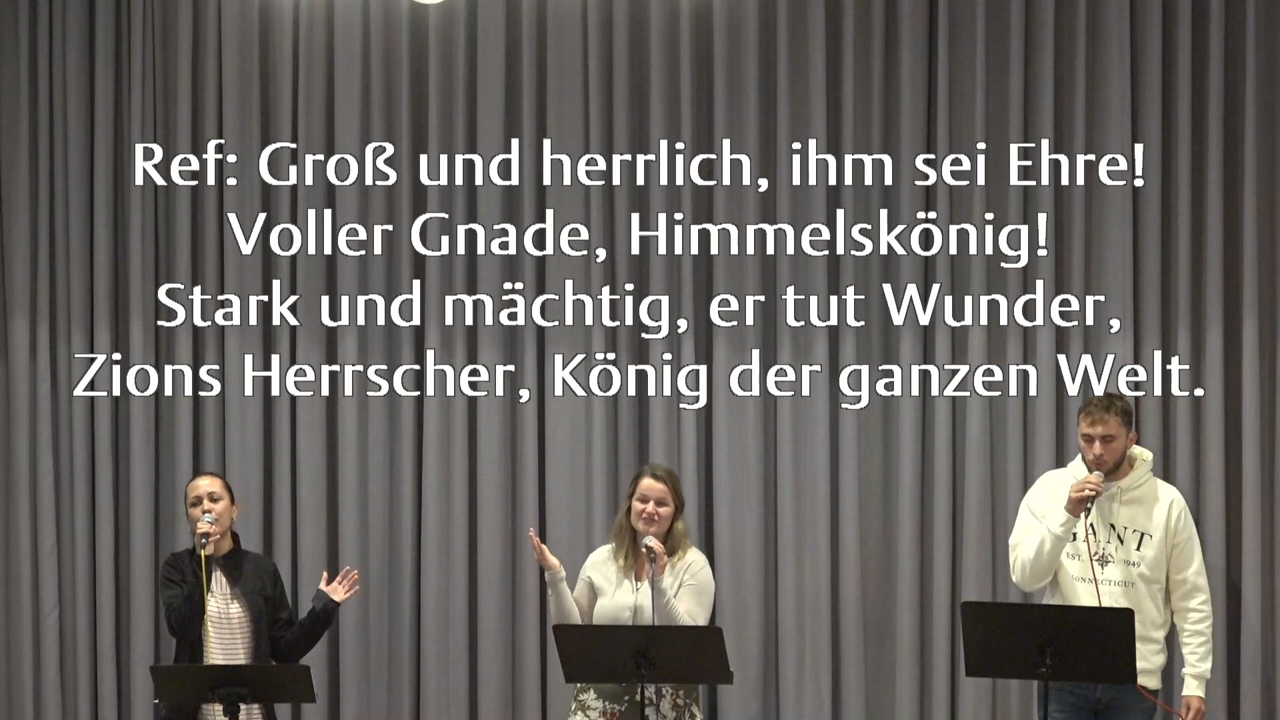 Ref: Groß und herrlich, ihm sei Ehre!
Voller Gnade, Himmelskönig!
Stark und mächtig, er tut Wunder,
Zions Herrscher, König der ganzen Welt.
GANT
EST. 1949
CONNECTICUT